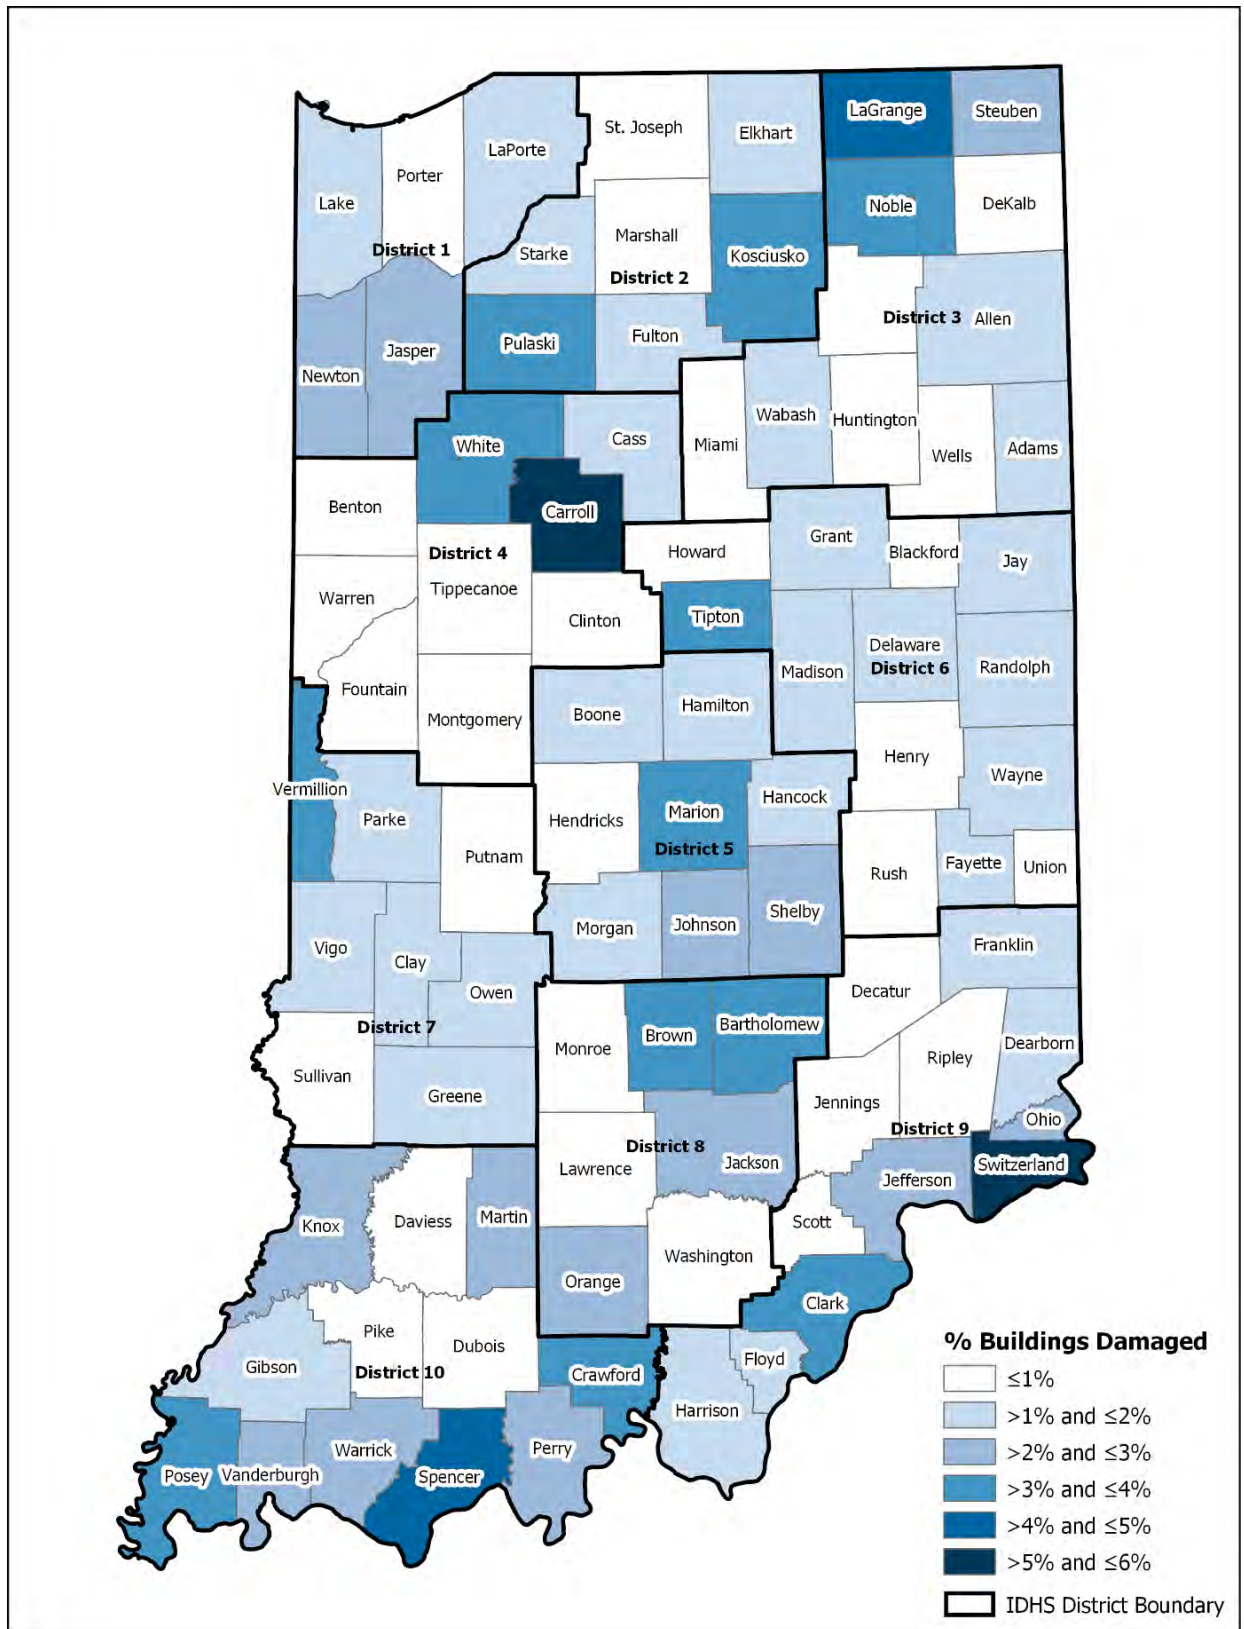 LaGrange
Steuben
St. Joseph
Elkhart
LaPorte
Porter
Lake
Noble
DeKalb
Marshall
District 1
Starke
District 2
Kosciusko
District 3
Allen
Pulaski
Fulton
Jasper
Newton
Wabash
Huntington
White
Cass
Miami
Wells
Adams
Benton
Carroll
Grant
District 4
Howard
Blackford
Jay
Tippecanoe
Warren
Clinton
Tipton
Delaware
District 6
Randolph
Madison
Fountain
Montgomery
Boone
Hamilton
Henry
Wayne
Vermillion
Parke
Hendricks
Marion
Hancock
District 5
Putnam
Rush
Fayette
Union
Vigo
Clay
Morgan
Johnson
Shelby
Franklin
Owen
Decatur
District 7
Monroe
Brown
Bartholomew
Ripley
Dearborn
Sullivan
Greene
Jennings
District 9
Ohio
District 8
Lawrence
Jackson
Jefferson
Switzerland
Knox
Daviess
Martin
Scott
Washington
Orange
Clark
Pike
Dubois
Gibson
District 10
Crawford
Floyd
Harrison
Warrick
Perry
Posey
Vanderburgh
Spencer
% Buildings Damaged
≤1%
>1% and ≤2%
>2% and ≤3%
>3% and ≤4%
>4% and ≤5%
>5% and ≤6%
IDHS District Boundary